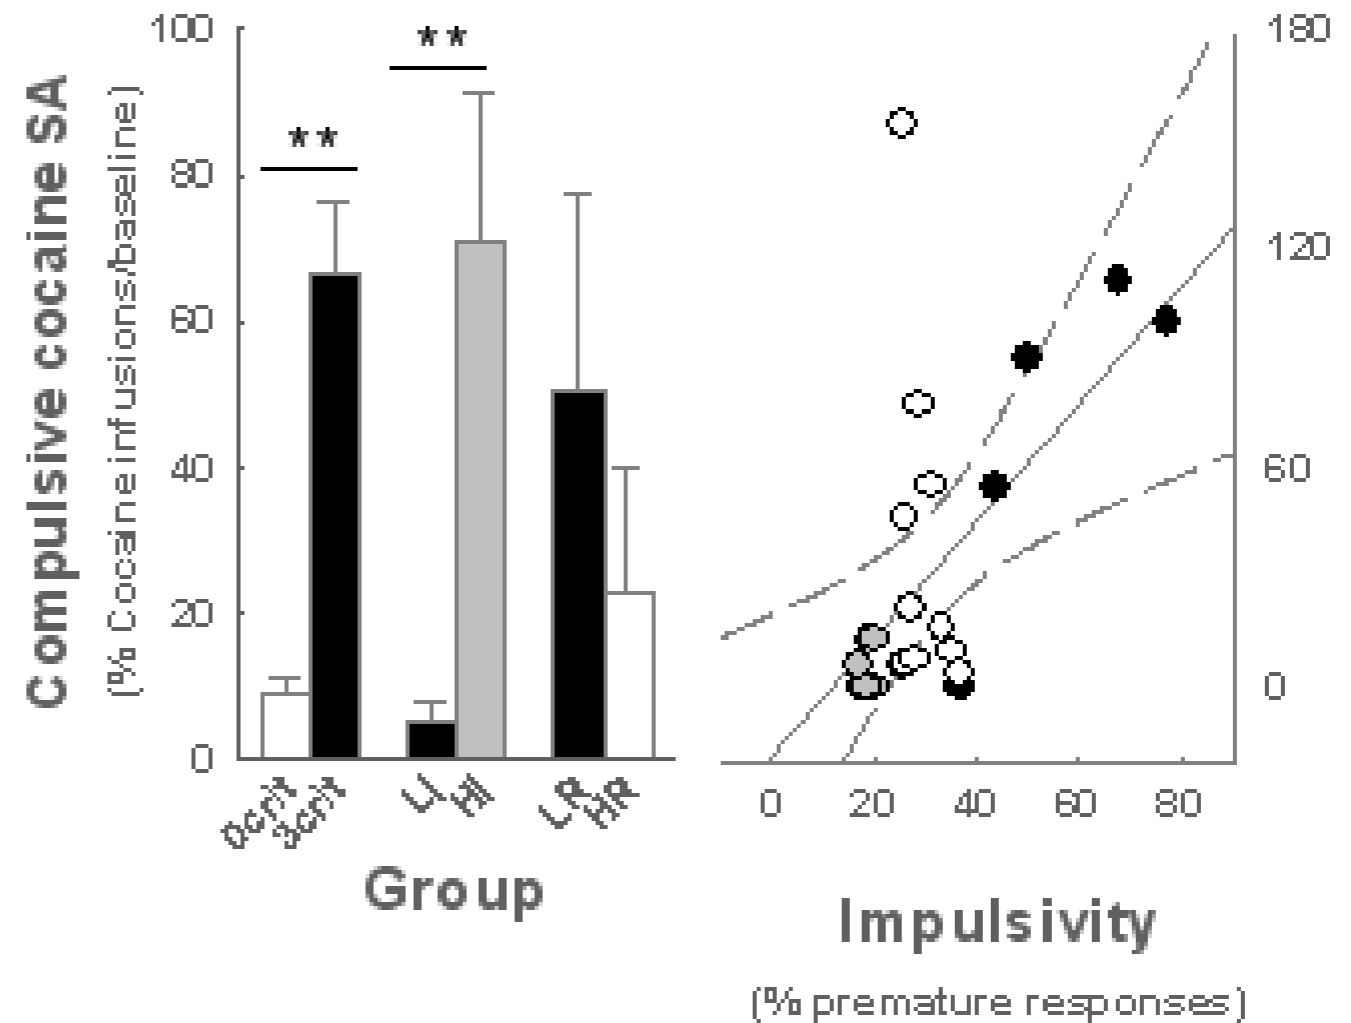 Compulsive cocaine SA
(% Cocaine infusions/baseline)
100
80
60
40
20
0
**
**
0crit
3crit
LI
HI
LR
HR
Group
180
120
60
0
0
20
40
60
80
Impulsivity
(% premature responses)